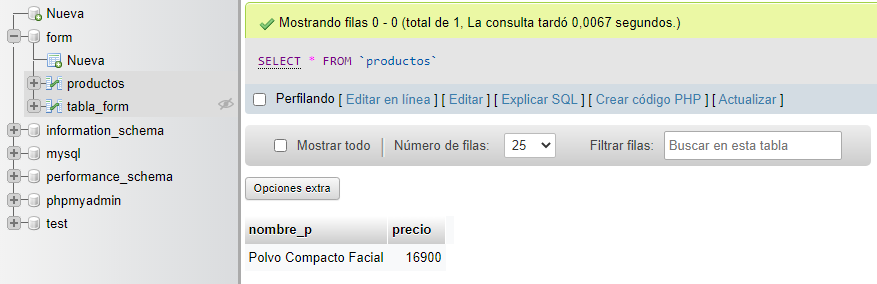 Nueva
form
Nueva
productos
tabla_form
information_schema
mysql
performance_schema
phpmyadmin
test
Mostrando filas 0 - 0 (total de 1, La consulta tardó 0,0067 segundos.)
SELECT * FROM `productos`
Perfilando [ Editar en línea ] [ Editar ] [ Explicar SQL ] [ Crear código PHP ] [ Actualizar ]
Mostrar todo Número de filas: 25 Filtrar filas: Buscar en esta tabla
Opciones extra
nombre_p precio
Polvo Compacto Facial 16900